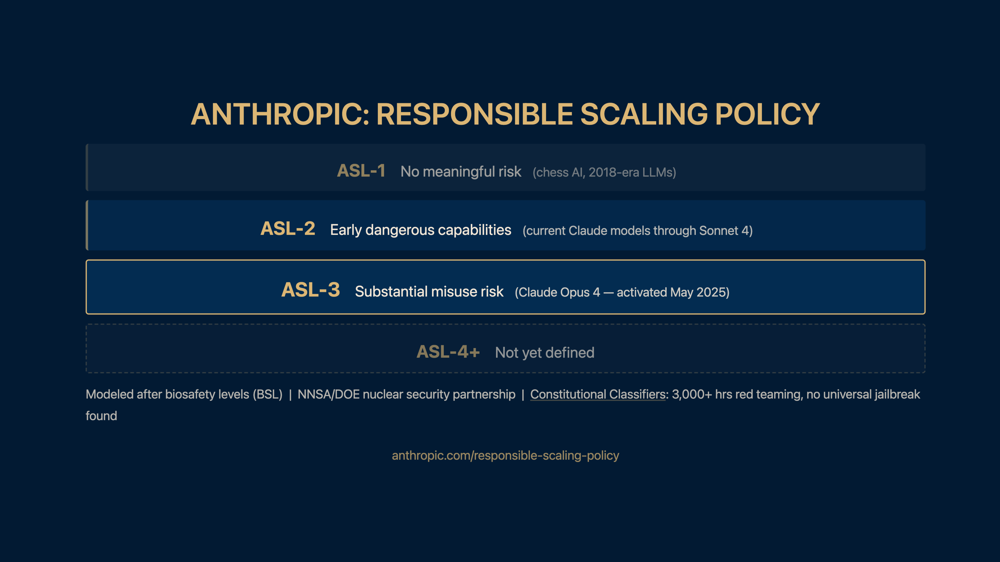 ANTHROPIC: RESPONSIBLE SCALING POLICY
ASL-1 No meaningful risk (chess AI, 2018-era LLMs)
ASL-2 Early dangerous capabilities (current Claude models through Sonnet 4)
ASL-3 Substantial misuse risk (Claude Opus 4 — activated May 2025)
ASL-4+ Not yet defined
Modeled after biosafety levels (BSL) | NNSA/DOE nuclear security partnership | Constitutional Classifiers: 3,000+ hrs red teaming, no universal jailbreak
found
anthropic.com/responsible-scaling-policy